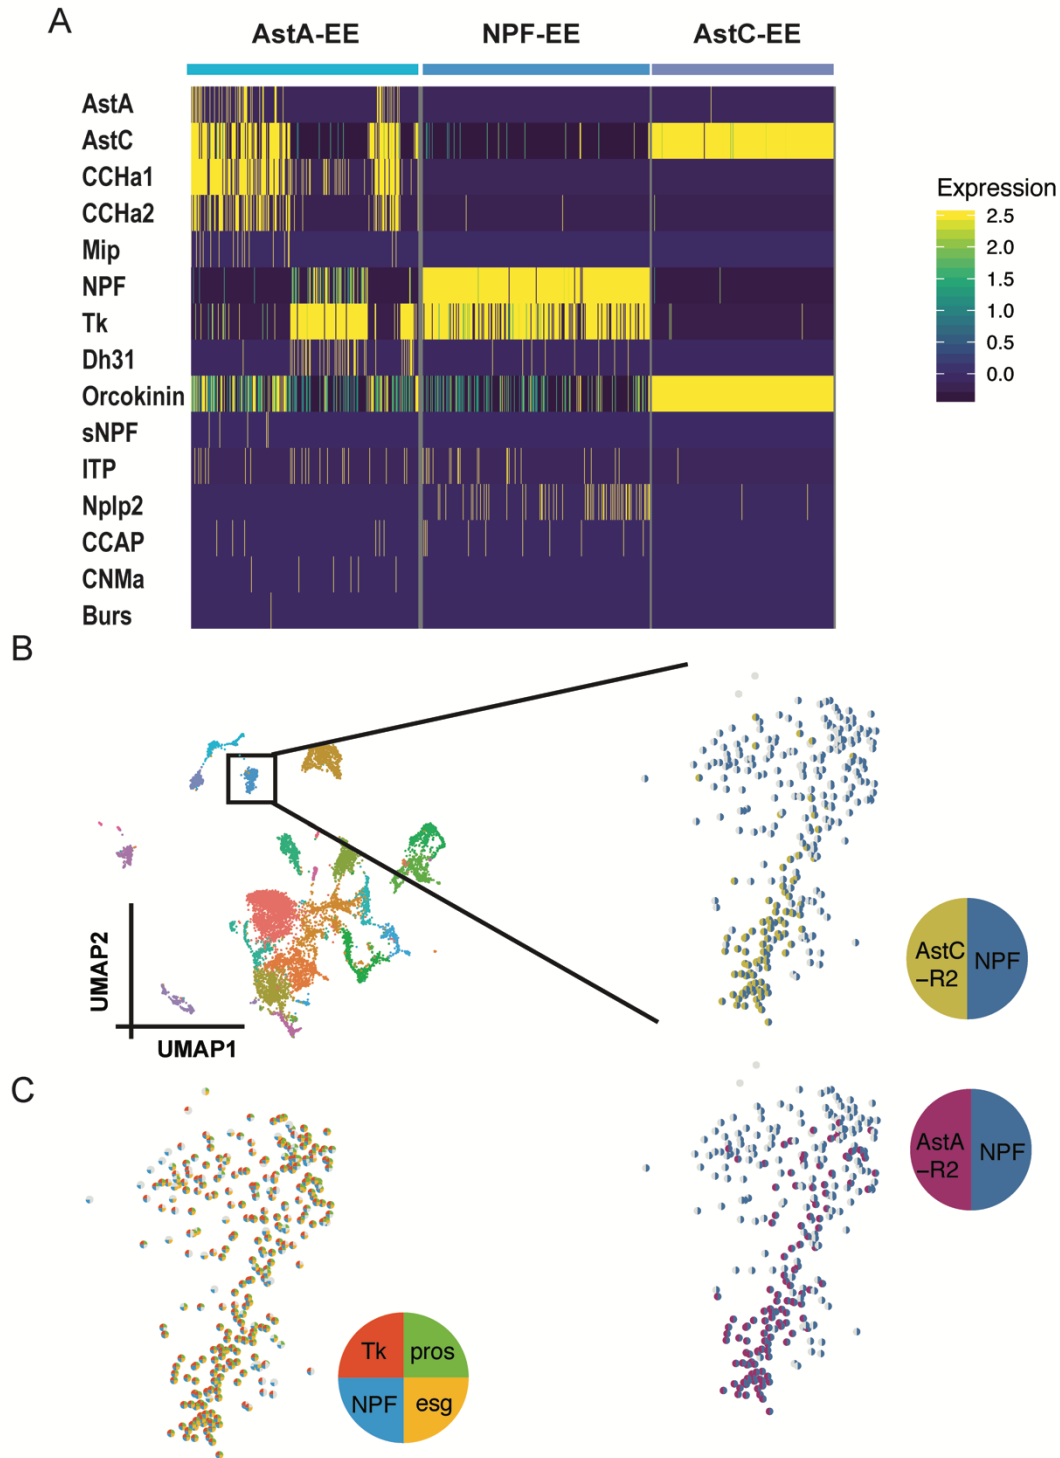 A
AstA-EE
NPF-EE
AstC-EE
AstA
AstC
CCHa1
CCHa2
Mip
NPF
Tk
Dh31
Orcokinin
sNPF
ITP
Nplp2
CCAP
CNMa
Burs
Expression
2.5
2.0
1.5
1.0
0.5
0.0
B
UMAP2
UMAP1
AstC
-R2
NPF
C
Tk
pros
NPF
esg
AstA
-R2
NPF